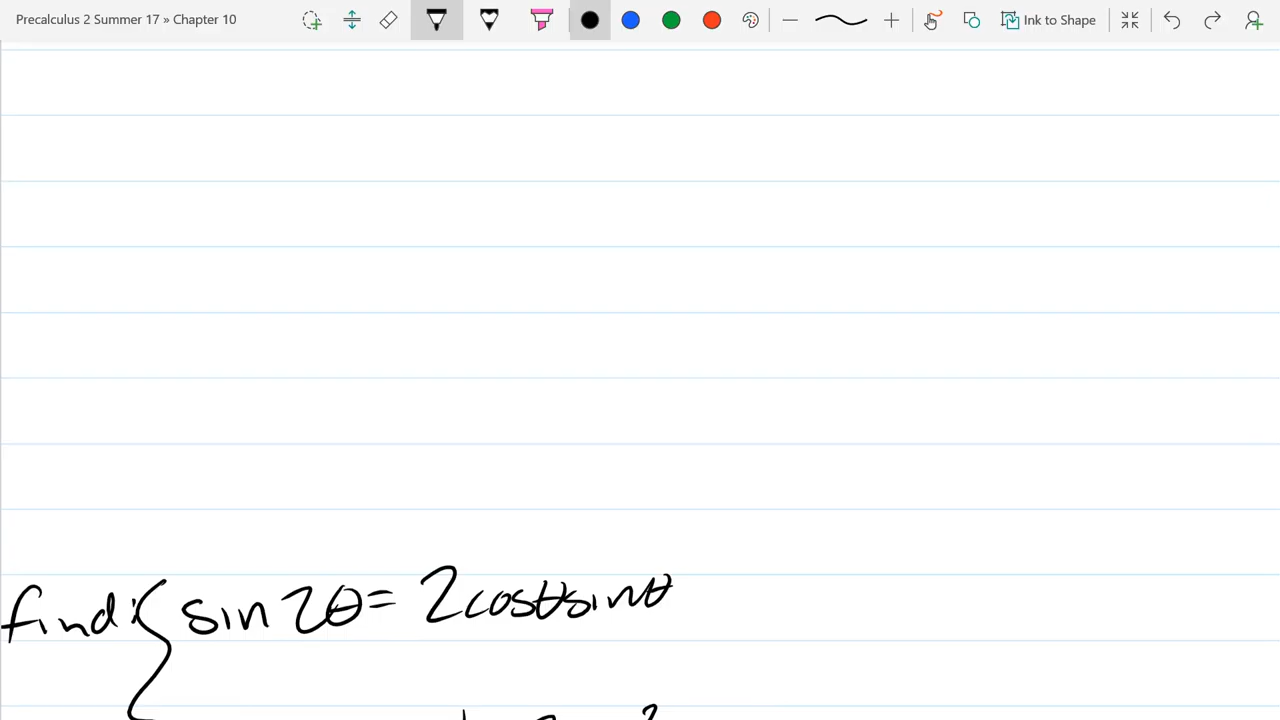 Precalculus 2 Summer 17 » Chapter 10
Ink to Shape
find: { sin 2θ = 2cosθsinθ